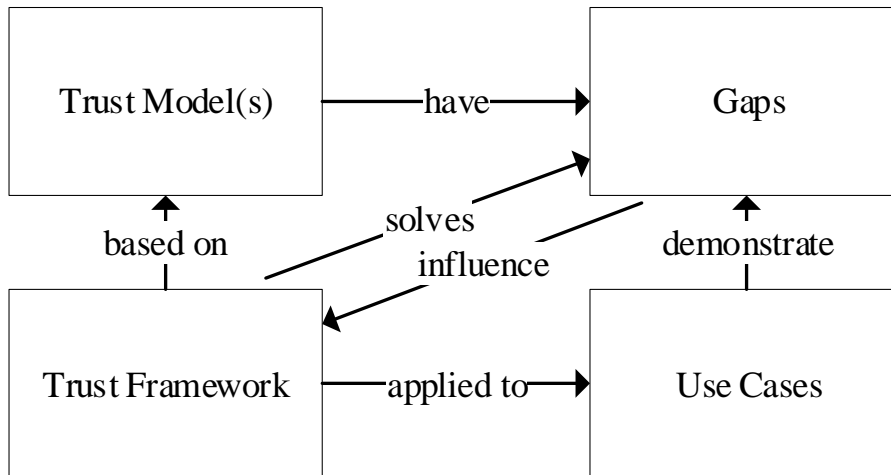 Trust Model(s)
have
Gaps
solves
based on
influence
demonstrate
Trust Framework
applied to
Use Cases